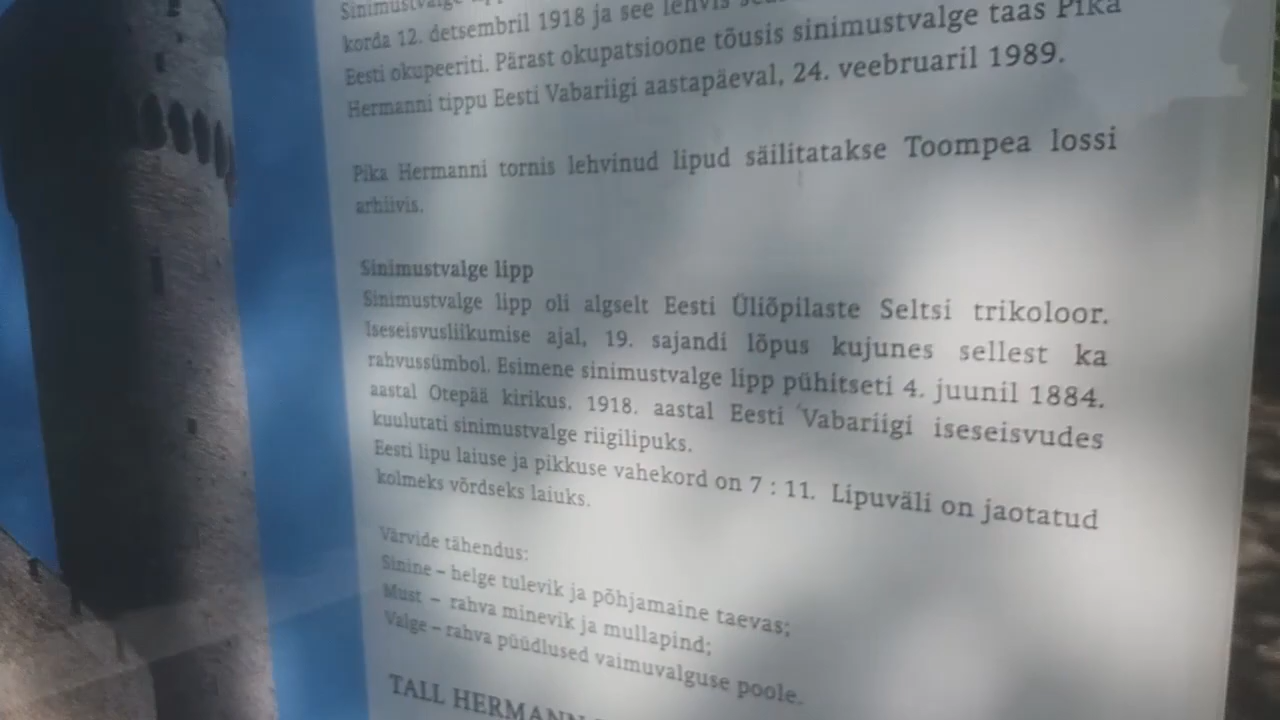 Sinimustvalge
korda 12. detsembril 1918 ja see lehvis
Eesti okupeeriti. Pärast okupatsioone tõusis sinimustvalge taas Pika
Hermanni tippu Eesti Vabariigi aastapäeval, 24. veebruaril 1989.
Pika Hermanni tornis lehvinud lipud säilitatakse Toompea lossi
arhiivis.
Sinimustvalge lipp
Sinimustvalge lipp oli algselt Eesti Üliõpilaste Seltsi trikoloor.
Iseseisvusliikumise ajal, 19. sajandi lõpus kujunes sellest ka
rahvussümbol. Esimene sinimustvalge lipp pühitseti 4. juunil 1884.
aastal Otepää kirikus. 1918. aastal Eesti Vabariigi iseseisvudes
kuulutati sinimustvalge riigilipuks.
Eesti lipu laiuse ja pikkuse vahekord on 7 : 11. Lipuväli on jaotatud
kolmeks võrdseks laiuks.
Värvide tähendus:
Sinine – helge tulevik ja põhjamaine taevas;
Must – rahva minevik ja mullapind;
Valge – rahva püüdlused vaimuvalguse poole.
TALL HERMANN